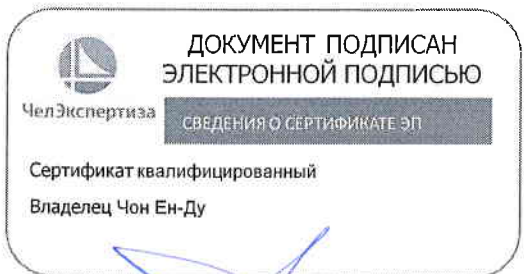 ДОКУМЕНТ ПОДПИСАН
ЭЛЕКТРОННОЙ ПОДПИСЬЮ
ЧелЭкспертиза
СВЕДЕНИЯ О СЕРТИФИКАТЕ ЭП
Сертификат квалифицированный
Владелец Чон Ен-Ду